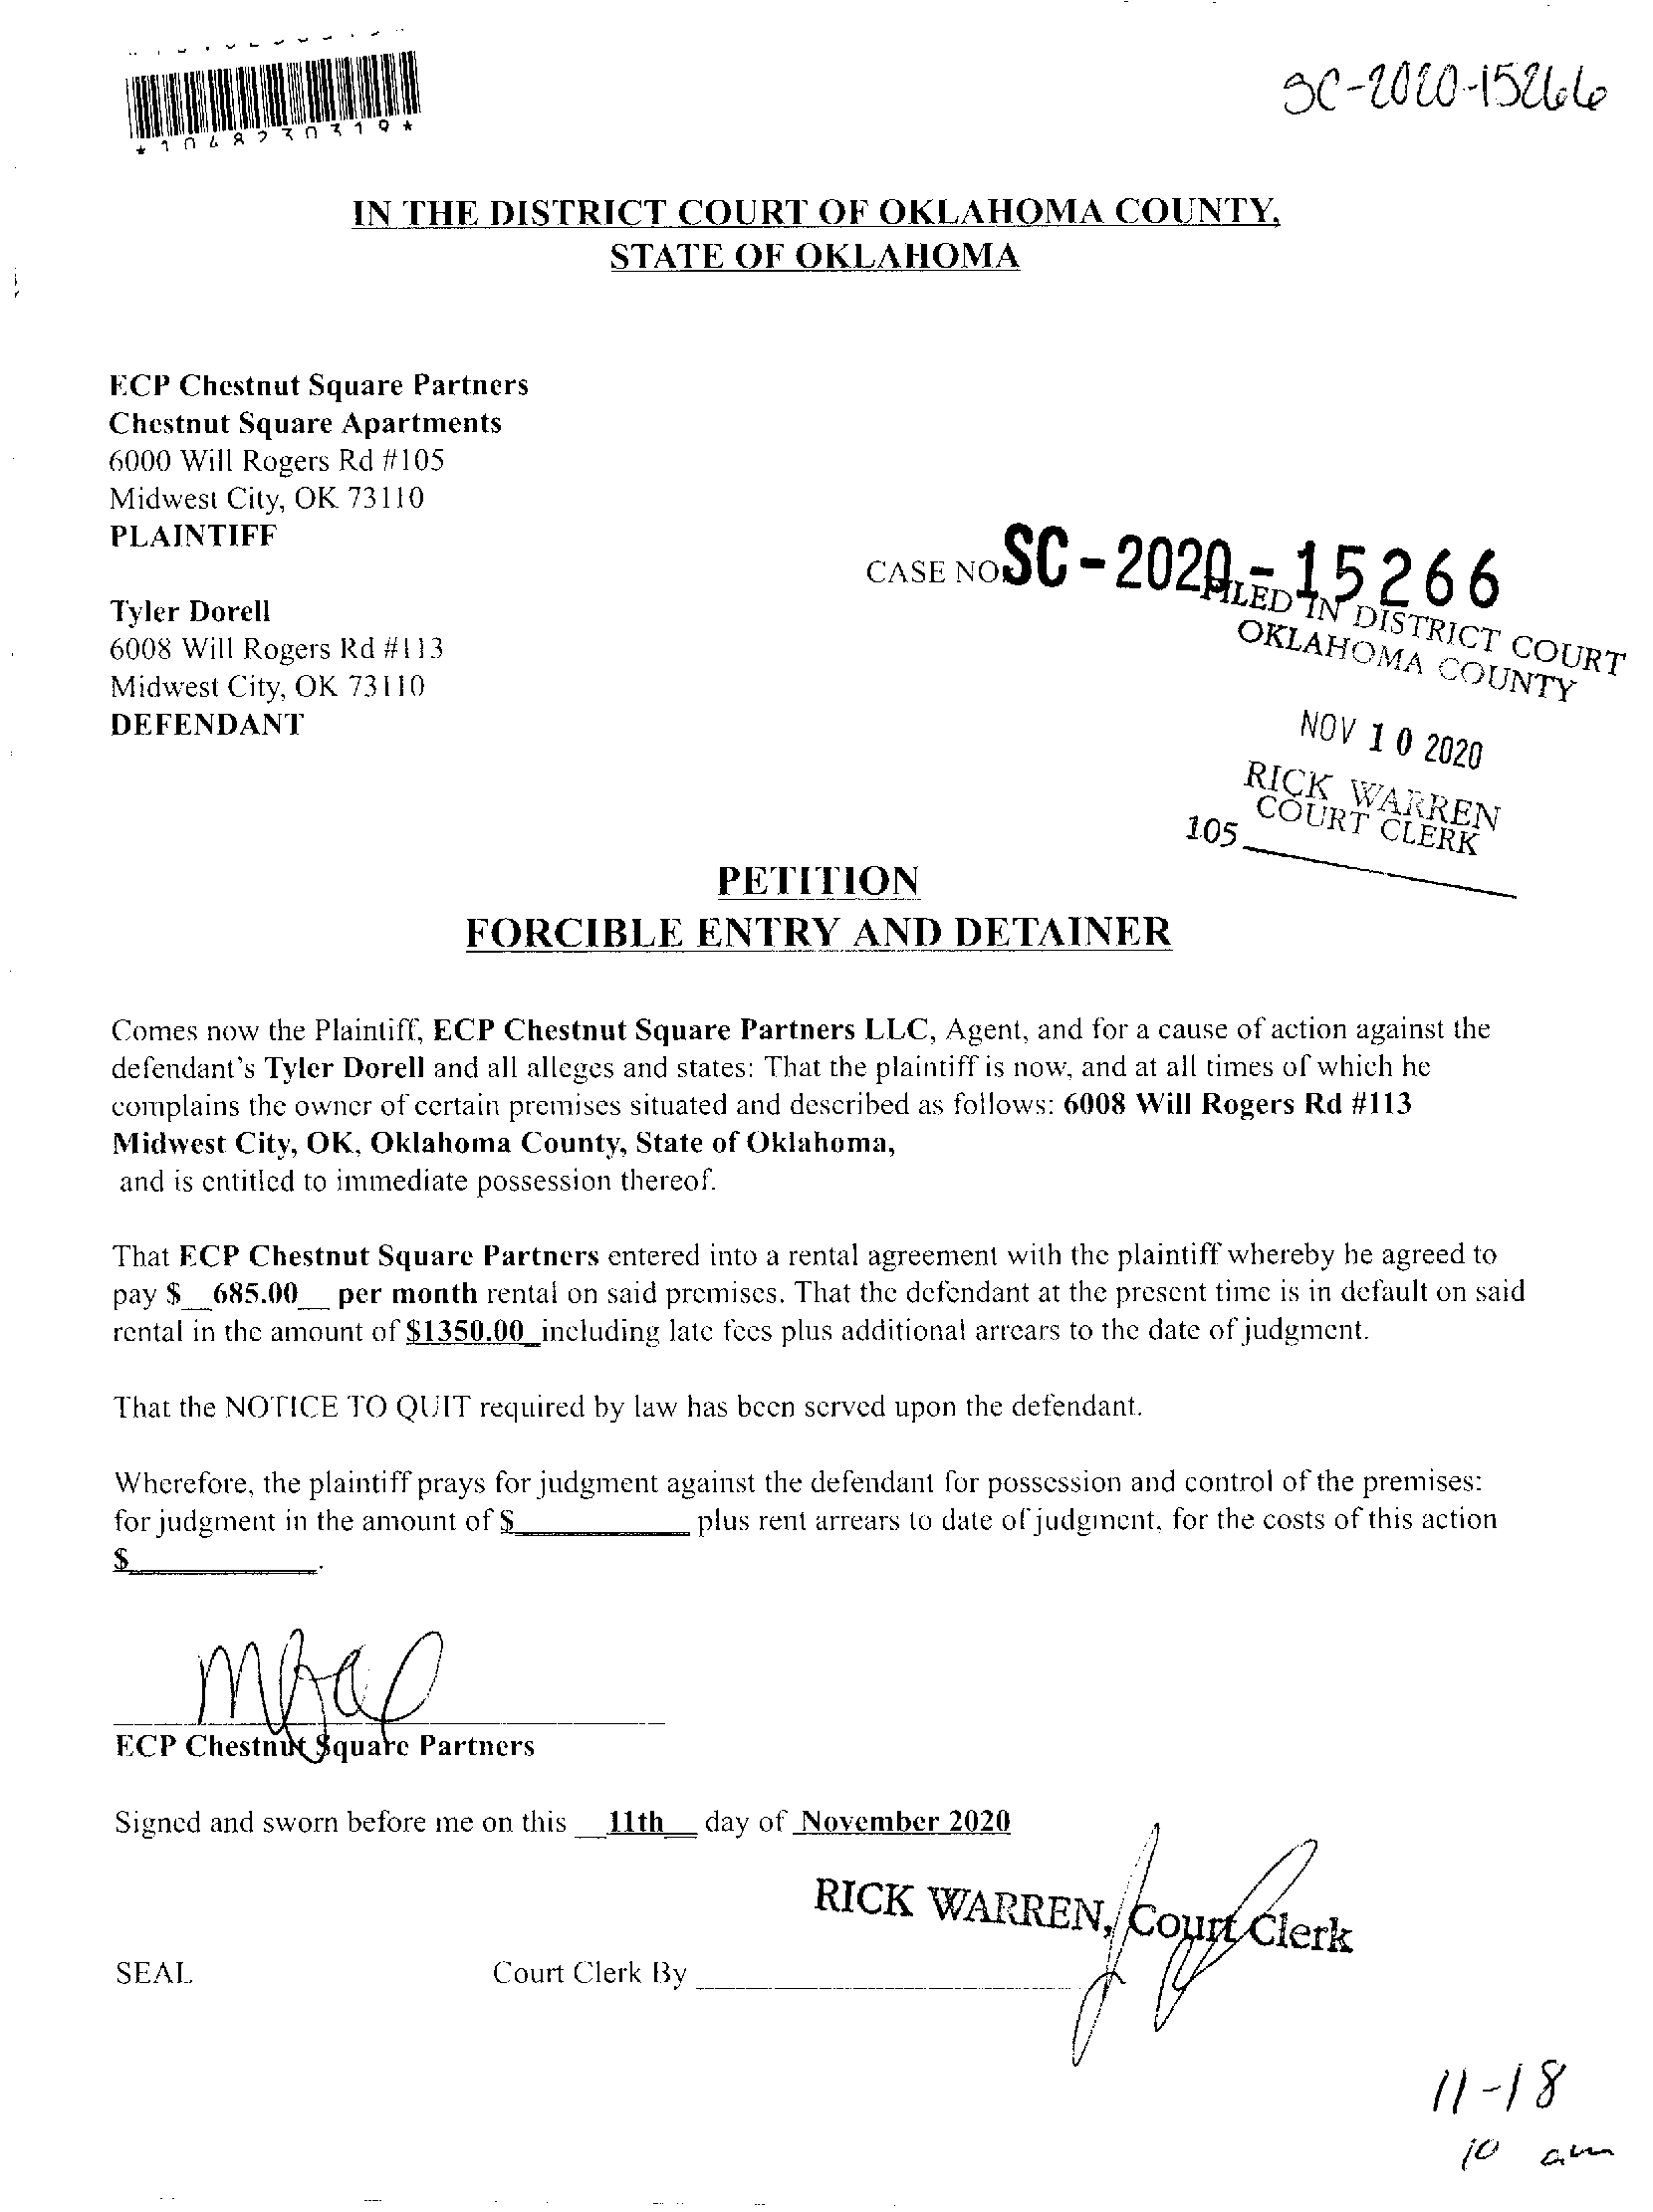 SC-2020-15266
*1048230319*
IN THE DISTRICT COURT OF OKLAHOMA COUNTY,
STATE OF OKLAHOMA
ECP Chestnut Square Partners
Chestnut Square Apartments
6000 Will Rogers Rd #105
Midwest City, OK 73110
PLAINTIFF
CASE NO. SC-2020-15266
FILED IN DISTRICT COURT
OKLAHOMA COUNTY
Tyler Dorell
6008 Will Rogers Rd #113
Midwest City, OK 73110
DEFENDANT
NOV 10 2020
RICK WARREN
COURT CLERK
105
PETITION
FORCIBLE ENTRY AND DETAINER
Comes now the Plaintiff, ECP Chestnut Square Partners LLC, Agent, and for a cause of action against the
defendant's Tyler Dorell and all alleges and states: That the plaintiff is now, and at all times of which he
complains the owner of certain premises situated and described as follows: 6008 Will Rogers Rd #113
Midwest City, OK, Oklahoma County, State of Oklahoma,
and is entitled to immediate possession thereof.
That ECP Chestnut Square Partners entered into a rental agreement with the plaintiff whereby he agreed to
pay $__685.00__ per month rental on said premises. That the defendant at the present time is in default on said
rental in the amount of $1350.00_including late fees plus additional arrears to the date of judgment.
That the NOTICE TO QUIT required by law has been served upon the defendant.
Wherefore, the plaintiff prays for judgment against the defendant for possession and control of the premises:
for judgment in the amount of $____________ plus rent arrears to date of judgment, for the costs of this action
$____________.
ECP Chestnut Square Partners
Signed and sworn before me on this __11th__ day of _November 2020
RICK WARREN, Court Clerk
SEAL
Court Clerk By ____________
11-18
10 am